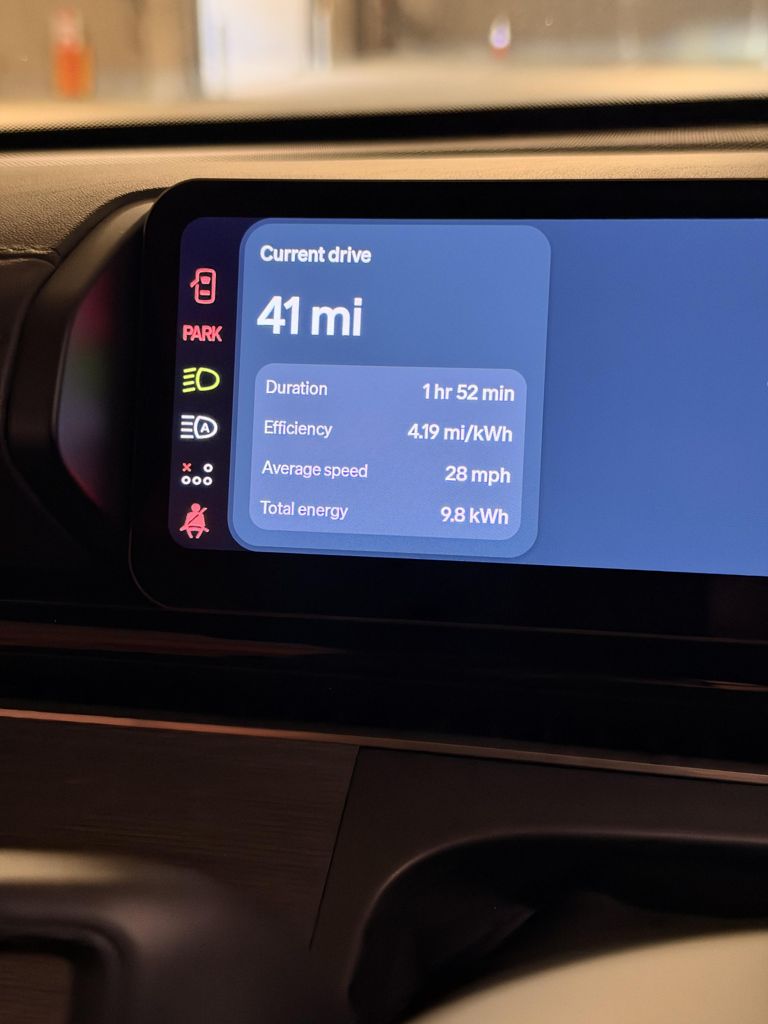 Current drive
41 mi
PARK
Duration 1 hr 52 min
Efficiency 4.19 mi/kWh
A
Average speed 28 mph
Total energy 9.8 kWh